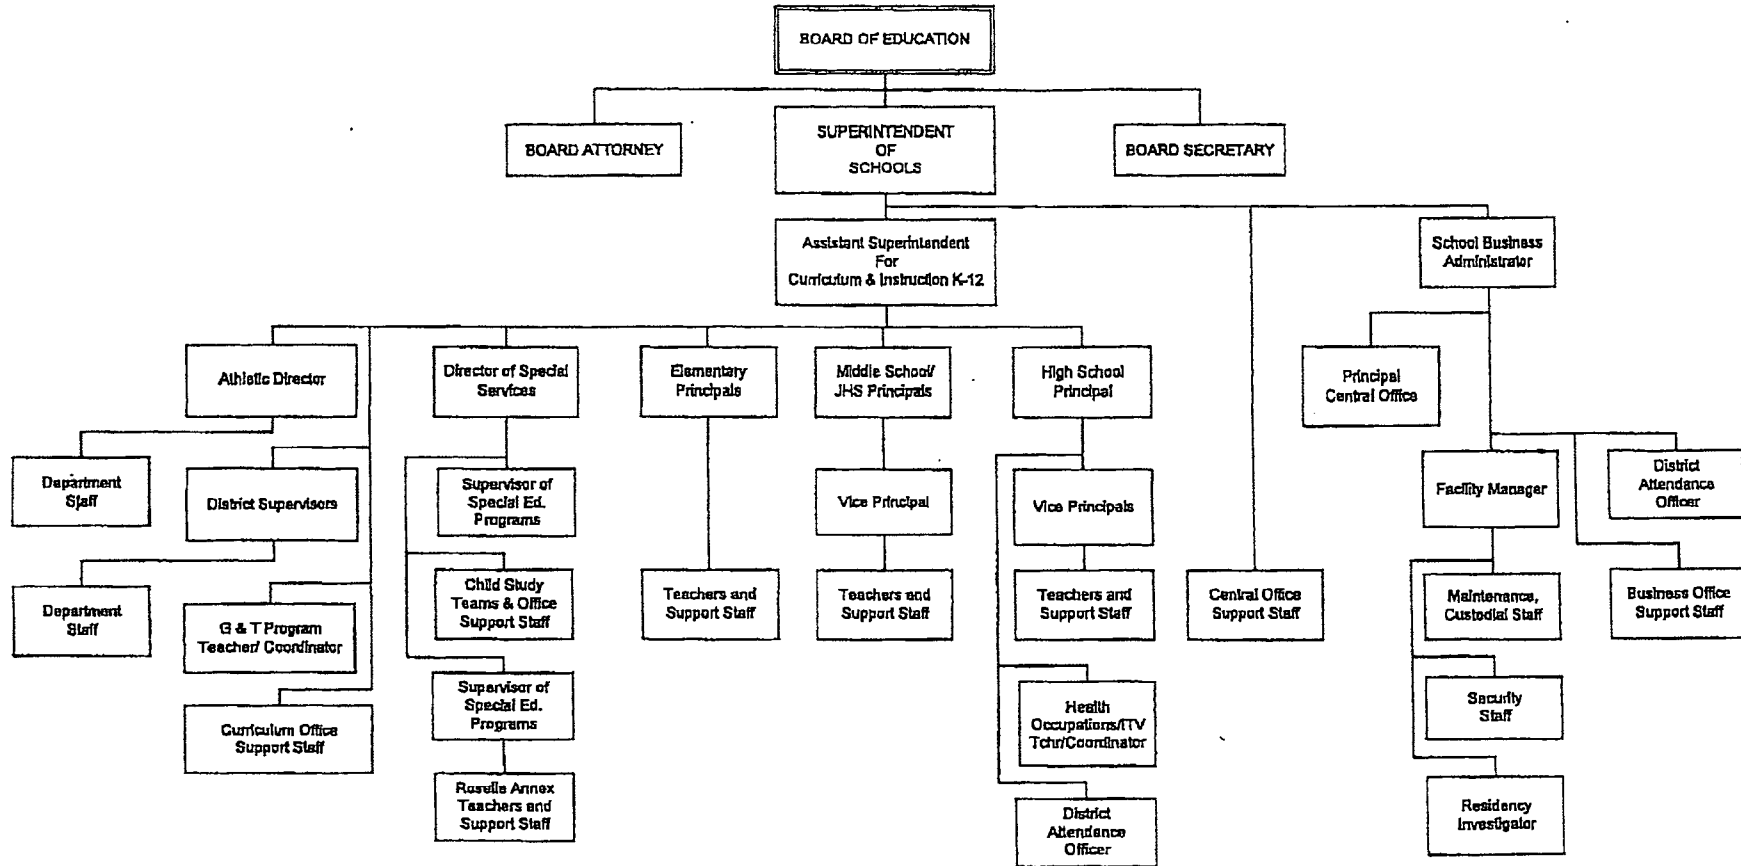 BOARD OF EDUCATION
BOARD ATTORNEY
SUPERINTENDENT
OF
SCHOOLS
BOARD SECRETARY
Assistant Superintendent
For
Curriculum & Instruction K-12
School Business
Administrator
Athletic Director
Director of Special
Services
Elementary
Principals
Middle School/
JHS Principals
High School
Principal
Principal
Central Office
Department
Staff
District Supervisors
Supervisor of
Special Ed.
Programs
Vice Principal
Vice Principals
Facility Manager
District
Attendance
Officer
Department
Staff
G & T Program
Teacher/ Coordinator
Child Study
Teams & Office
Support Staff
Teachers and
Support Staff
Teachers and
Support Staff
Teachers and
Support Staff
Central Office
Support Staff
Maintenance,
Custodial Staff
Business Office
Support Staff
Curriculum Office
Support Staff
Supervisor of
Special Ed.
Programs
Health
Occupations/ITV
Tchr/Coordinator
Security
Staff
Roselle Annex
Teachers and
Support Staff
District
Attendance
Officer
Residency
Investigator